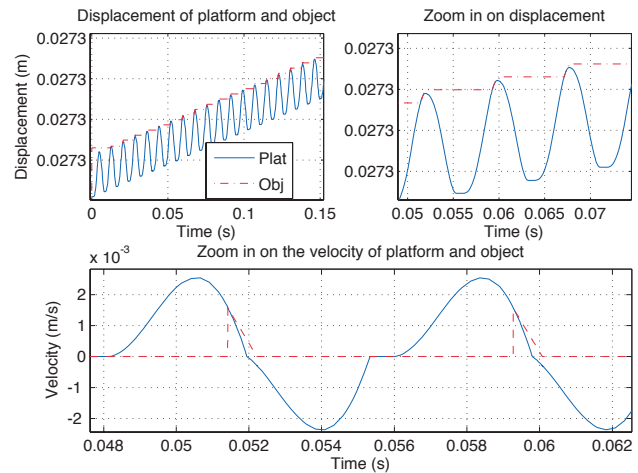 Displacement of platform and object
Displacement (m)
0.0273
0.0273
0.0273
0.0273
0
0.05
0.1
0.15
Time (s)
Plat
Obj
Zoom in on displacement
0.0273
0.0273
0.0273
0.0273
0.05
0.055
0.06
0.065
0.07
Time (s)
Zoom in on the velocity of platform and object
x 10⁻³
Velocity (m/s)
2
1
0
-1
-2
0.048
0.05
0.052
0.054
0.056
0.058
0.06
0.062
Time (s)